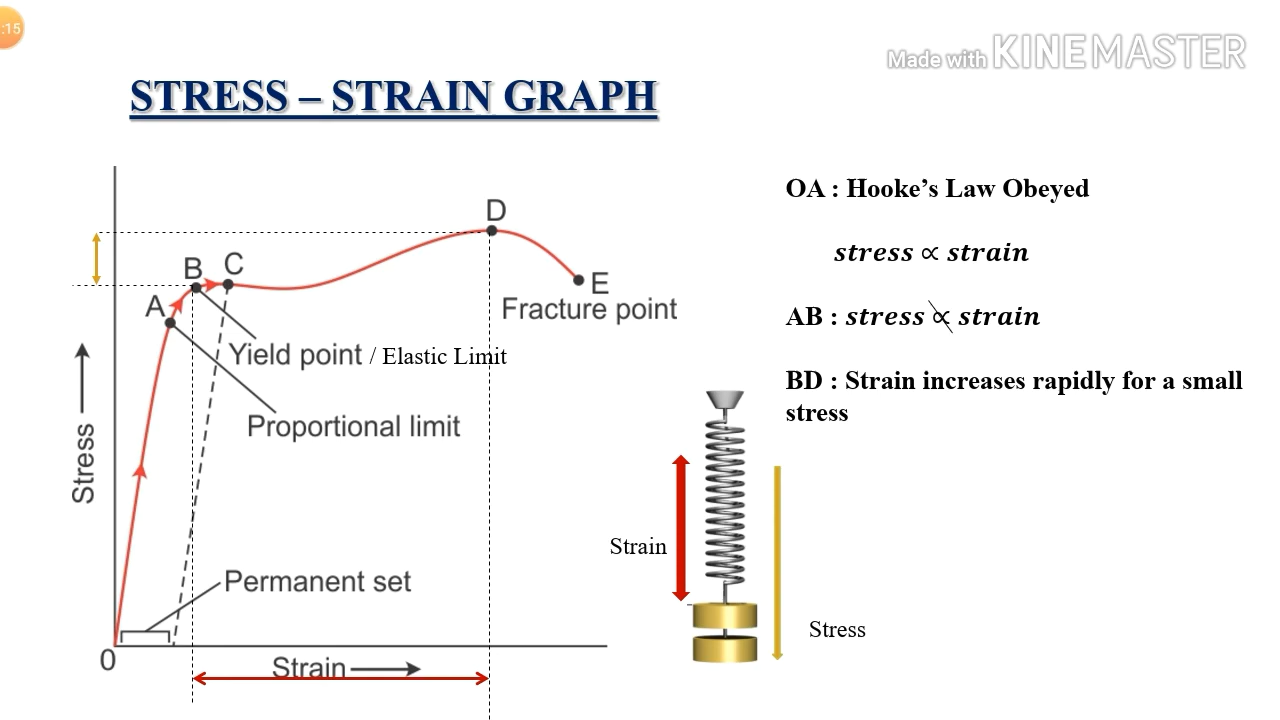 :15
Made with KINEMASTER
STRESS – STRAIN GRAPH
OA : Hooke’s Law Obeyed
stress ∝ strain
AB : stress ∝̸ strain
BD : Strain increases rapidly for a small
stress
D
B
C
A
E
Fracture point
Yield point / Elastic Limit
Proportional limit
Stress
Permanent set
0
Strain
Strain
Stress